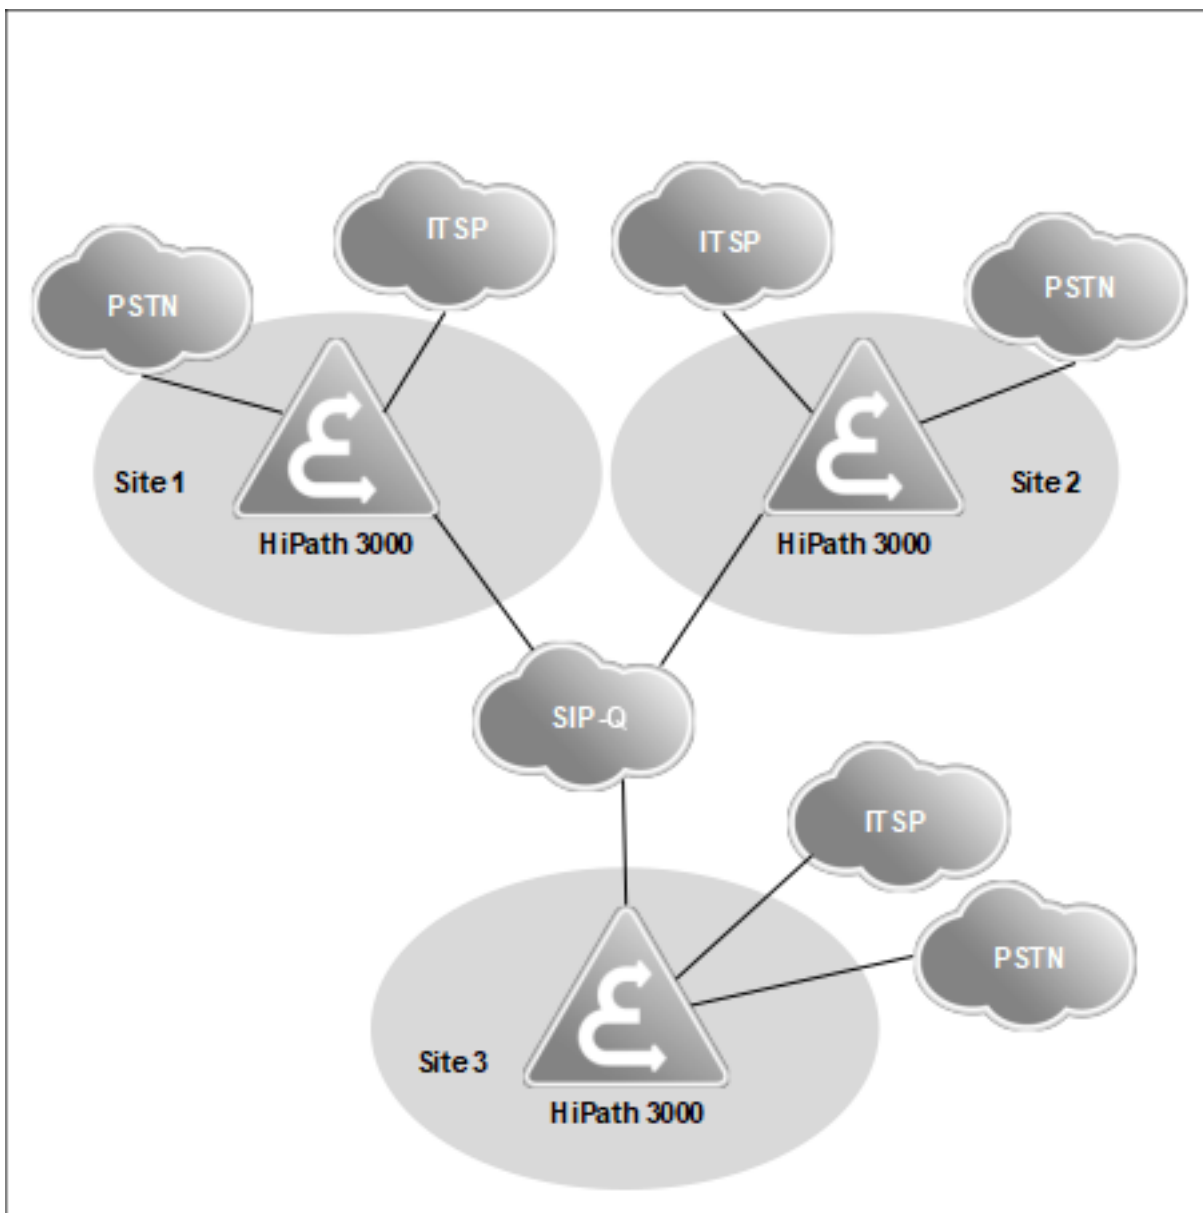 ITSP
ITSP
PSTN
PSTN
Site 1
Site 2
HiPath 3000
HiPath 3000
SIP-Q
ITSP
PSTN
Site 3
HiPath 3000